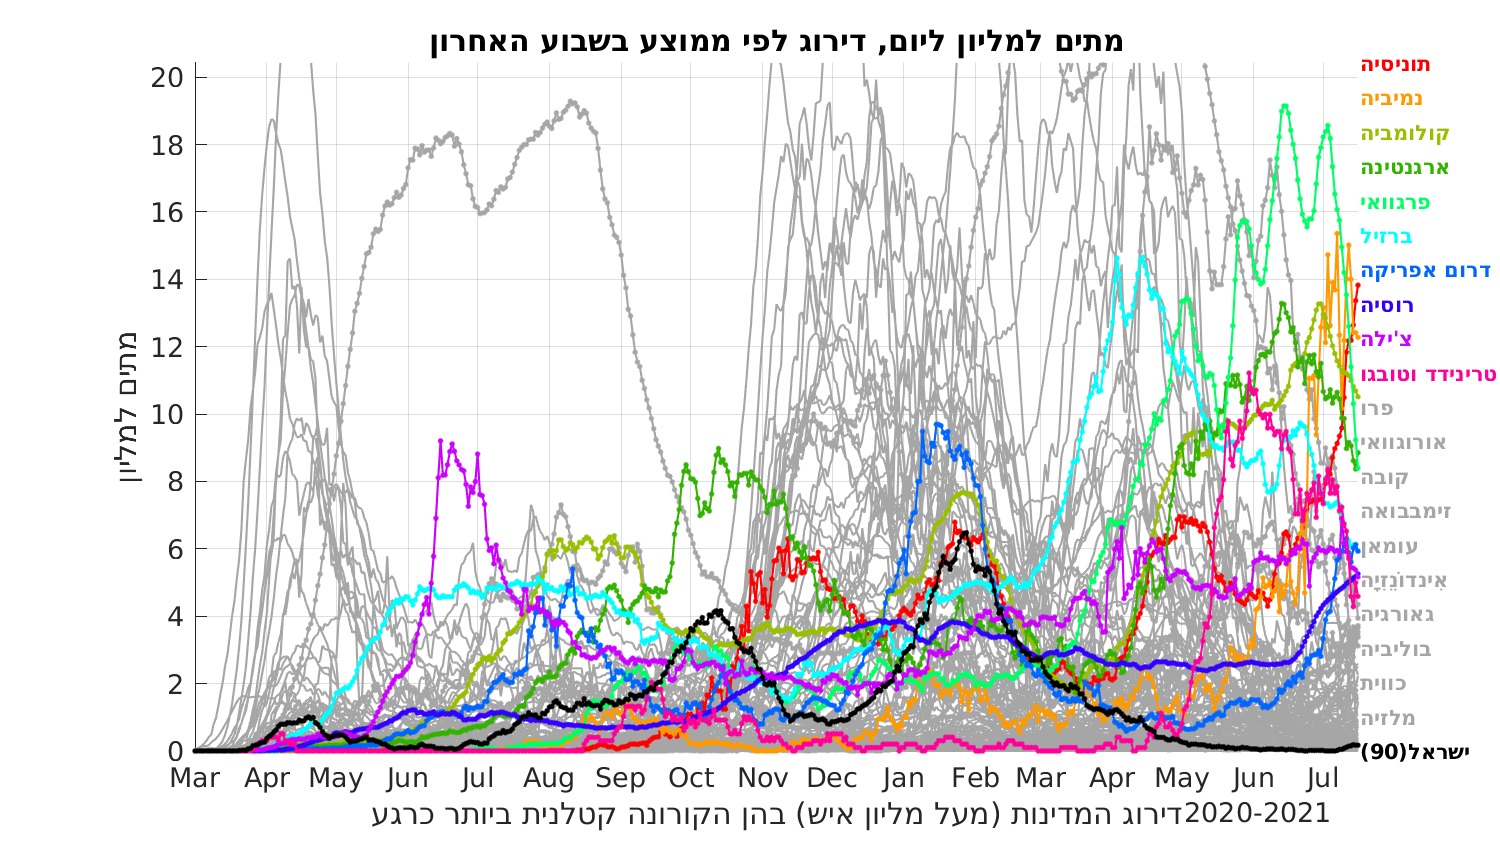 מתים למליון ליום, דירוג לפי ממוצע בשבוע האחרון
מתים למליון
20
18
16
14
12
10
8
6
4
2
0
Mar Apr May Jun Jul Aug Sep Oct Nov Dec Jan Feb Mar Apr May Jun Jul
דירוג המדינות (מעל מליון איש) בהן הקורונה קטלנית ביותר כרגע2020-2021
תוניסיה
נמיביה
קולומביה
ארגנטינה
פרגוואי
ברזיל
דרום אפריקה
רוסיה
צ'ילה
טרינידד וטובגו
פרו
אורוגוואי
קובה
זימבבואה
עומאן
גאורגיה
בוליביה
כווית
מלזיה
ישראל(90)